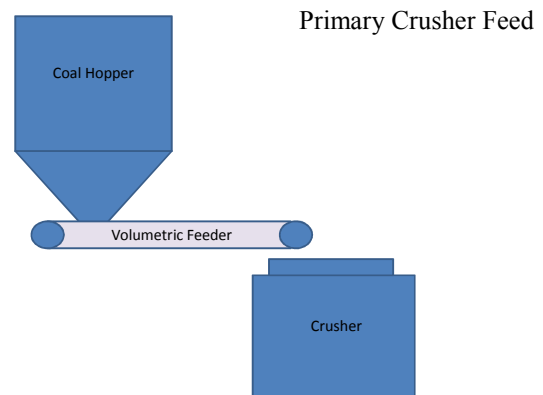 Primary Crusher Feed
Coal Hopper
Volumetric Feeder
Crusher